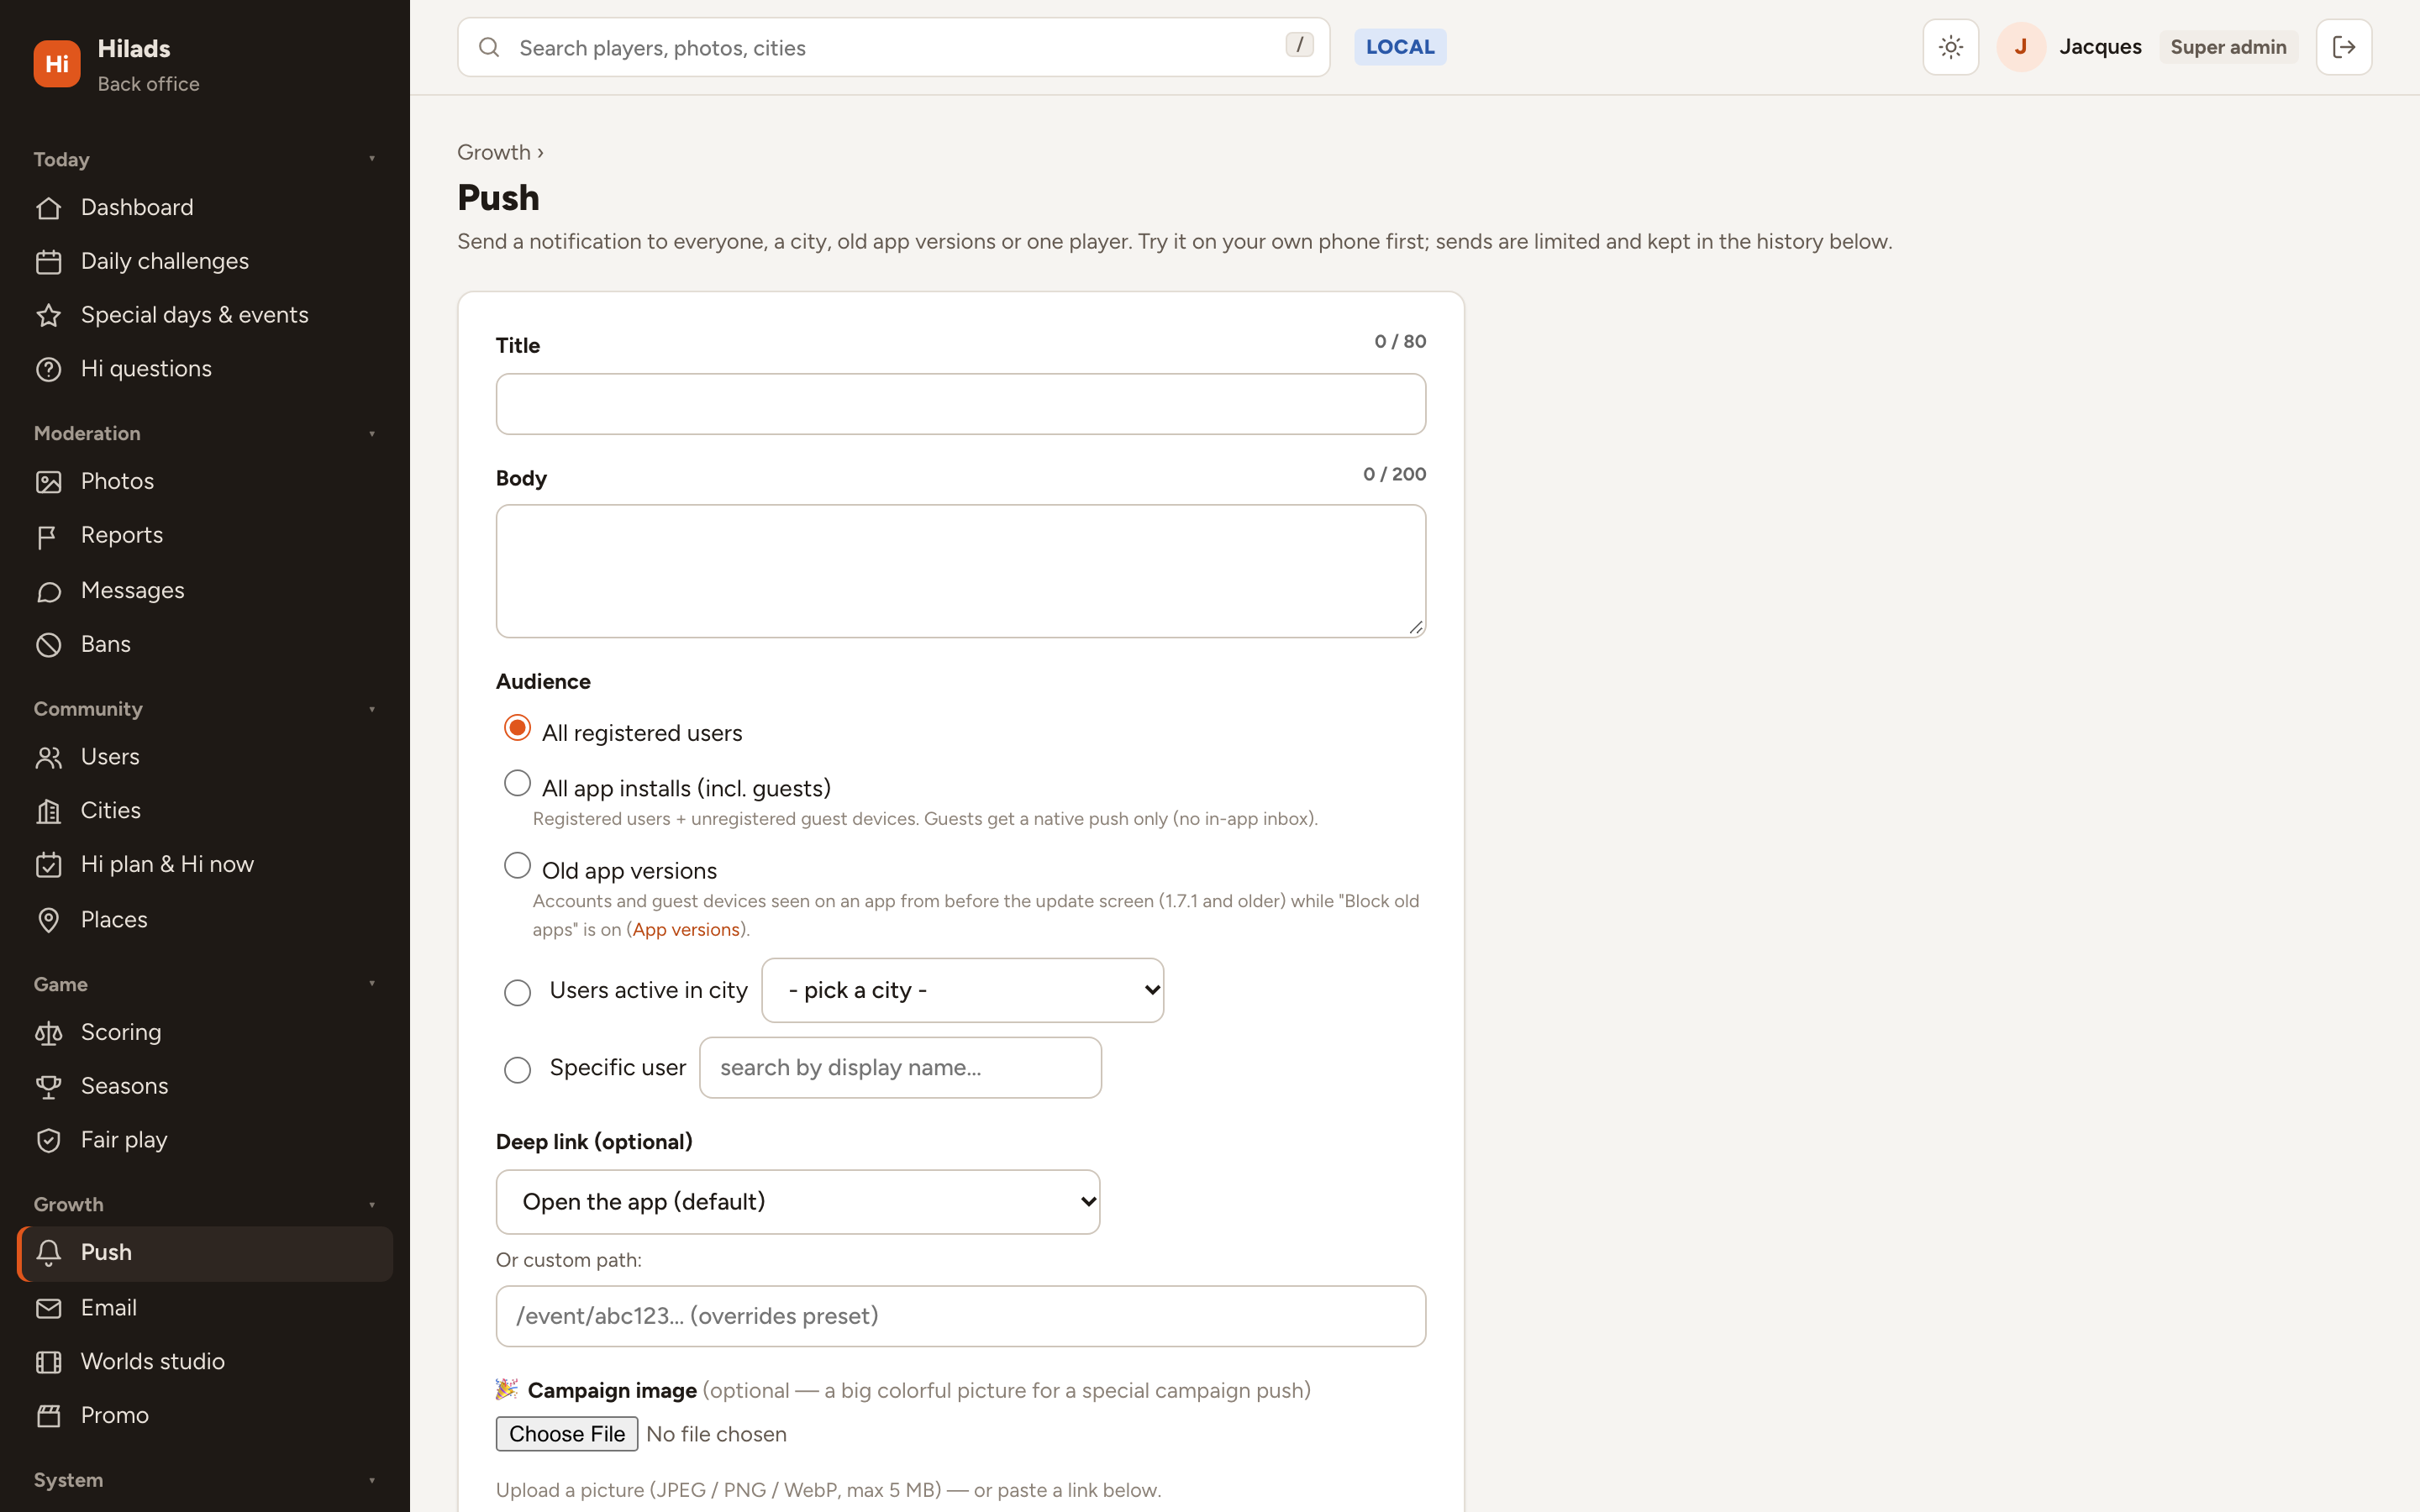 Hi
Hilads
Back office
Today
Dashboard
Daily challenges
Special days & events
Hi questions
Moderation
Photos
Reports
Messages
Bans
Community
Users
Cities
Hi plan & Hi now
Places
Game
Scoring
Seasons
Fair play
Growth
Push
Email
Worlds studio
Promo
System
Search players, photos, cities
/
LOCAL
J
Jacques
Super admin
Growth ›
Push
Send a notification to everyone, a city, old app versions or one player. Try it on your own phone first; sends are limited and kept in the history below.
Title
0 / 80
Body
0 / 200
Audience
All registered users
All app installs (incl. guests)
Registered users + unregistered guest devices. Guests get a native push only (no in-app inbox).
Old app versions
Accounts and guest devices seen on an app from before the update screen (1.7.1 and older) while "Block old
apps" is on (App versions).
Users active in city
- pick a city -
Specific user
search by display name...
Deep link (optional)
Open the app (default)
Or custom path:
/event/abc123... (overrides preset)
🎉 Campaign image (optional — a big colorful picture for a special campaign push)
Choose File No file chosen
Upload a picture (JPEG / PNG / WebP, max 5 MB) — or paste a link below.